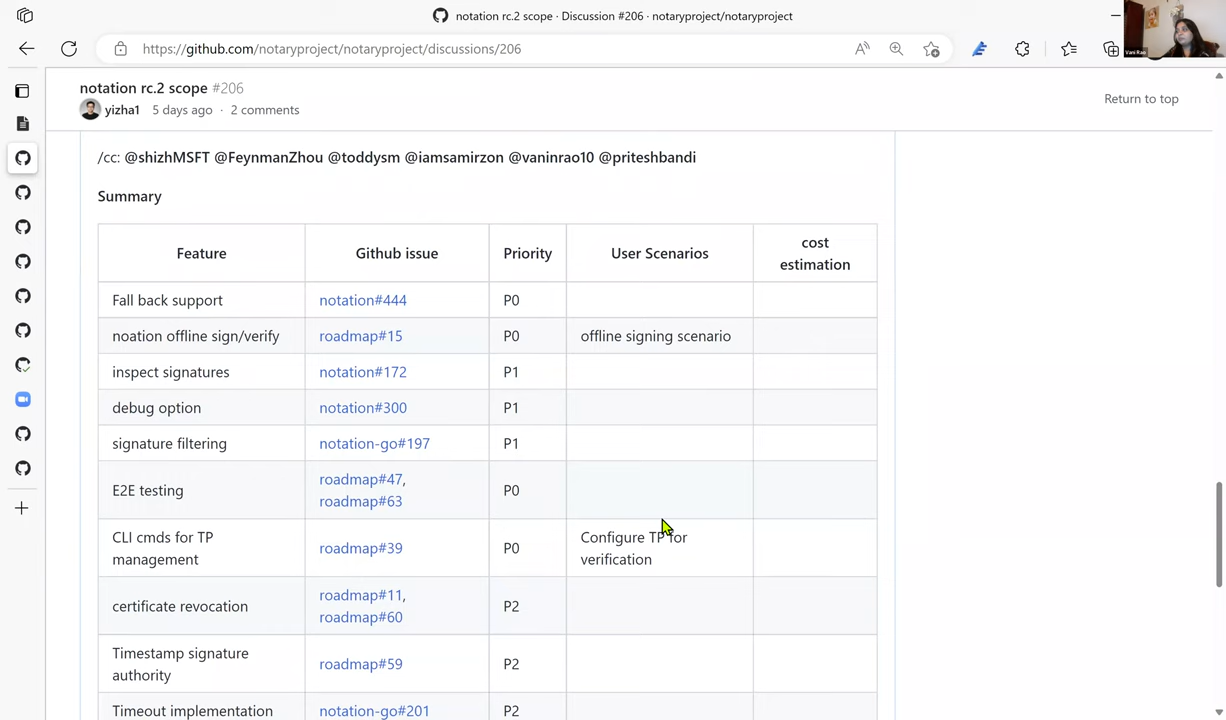 notation rc.2 scope · Discussion #206 · notaryproject/notaryproject
https://github.com/notaryproject/notaryproject/discussions/206
Vani Rao
notation rc.2 scope #206
yizha1 5 days ago · 2 comments
Return to top
/cc: @shizhMSFT @FeynmanZhou @toddysm @iamsamirzon @vaninrao10 @priteshbandi
Summary
Feature Github issue Priority User Scenarios cost estimation
Fall back support notation#444 P0
noation offline sign/verify roadmap#15 P0 offline signing scenario
inspect signatures notation#172 P1
debug option notation#300 P1
signature filtering notation-go#197 P1
E2E testing roadmap#47, roadmap#63 P0
CLI cmds for TP management roadmap#39 P0 Configure TP for verification
certificate revocation roadmap#11, roadmap#60 P2
Timestamp signature authority roadmap#59 P2
Timeout implementation notation-go#201 P2